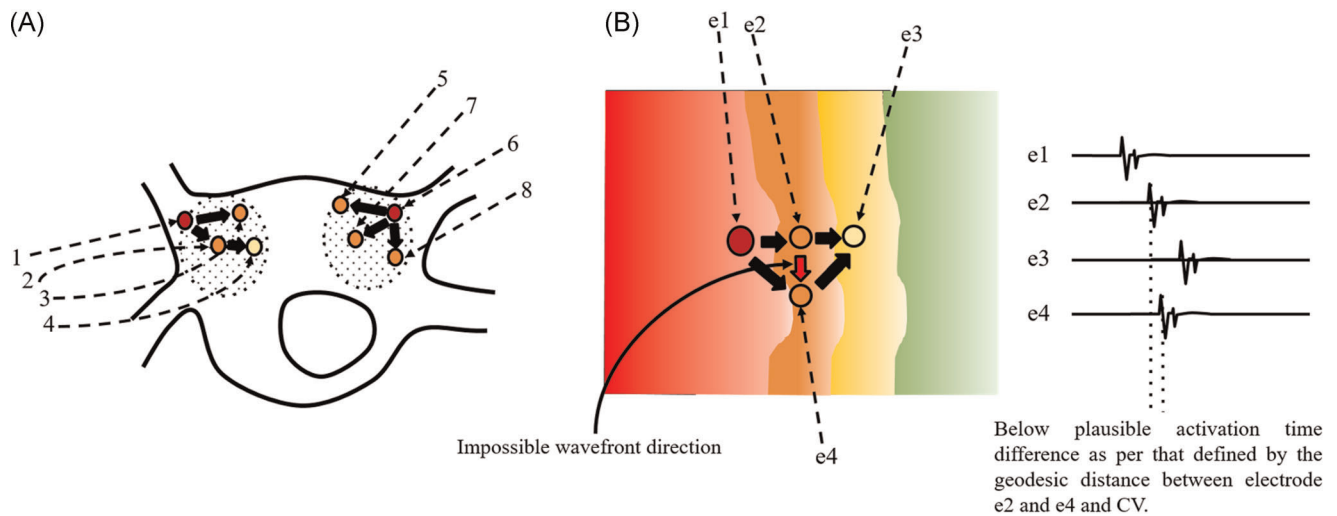 (A)
(B)
e1
e2
e3
5
7
6
8
1
2
3
4
e1
e2
e3
e4
Impossible wavefront direction
e4
Below plausible activation time
difference as per that defined by the
geodesic distance between electrode
e2 and e4 and CV.